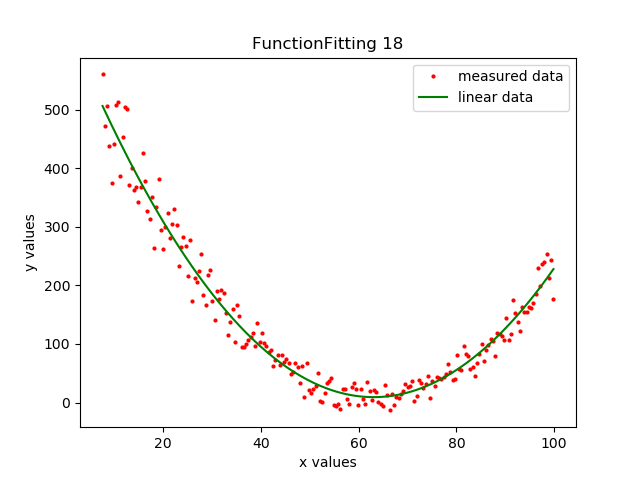 FunctionFitting 18
measured data
linear data
y values
500
400
300
200
100
0
20
40
60
80
100
x values